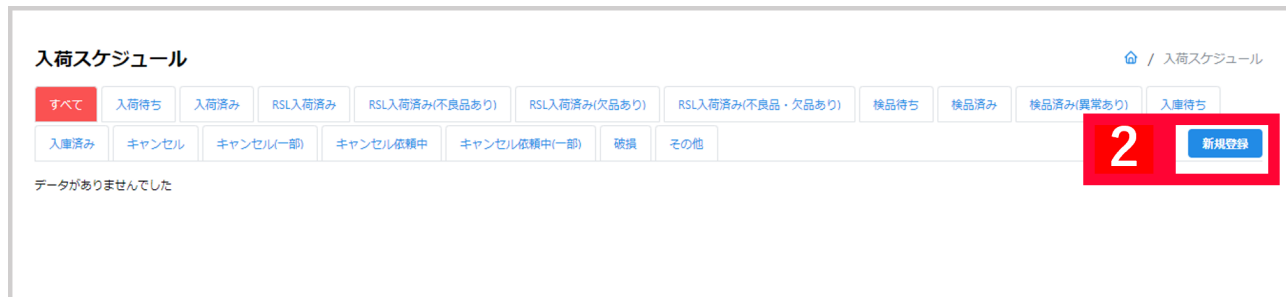 入荷スケジュール
/ 入荷スケジュール
すべて 入荷待ち 入荷済み RSL入荷済み RSL入荷済み(不良品あり) RSL入荷済み(欠品あり) RSL入荷済み(不良品・欠品あり) 検品待ち 検品済み 検品済み(異常あり) 入庫待ち
入庫済み キャンセル キャンセル(一部) キャンセル依頼中 キャンセル依頼中(一部) 破損 その他 2 新規登録
データがありませんでした